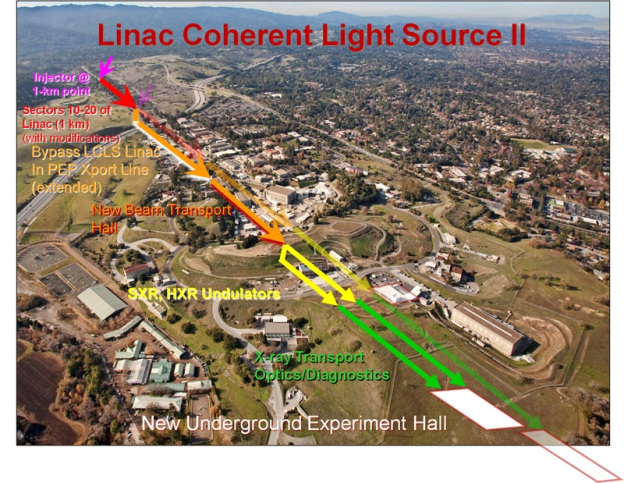 Linac Coherent Light Source II
Injector @
1-km point
Sectors 10-20 of
Linac (1 km)
(with modifications)
Bypass LCLS Linac
In PEP Xport Line
(extended)
New Beam Transport
Hall
SXR, HXR Undulators
X-ray Transport
Optics/Diagnostics
New Underground Experiment Hall